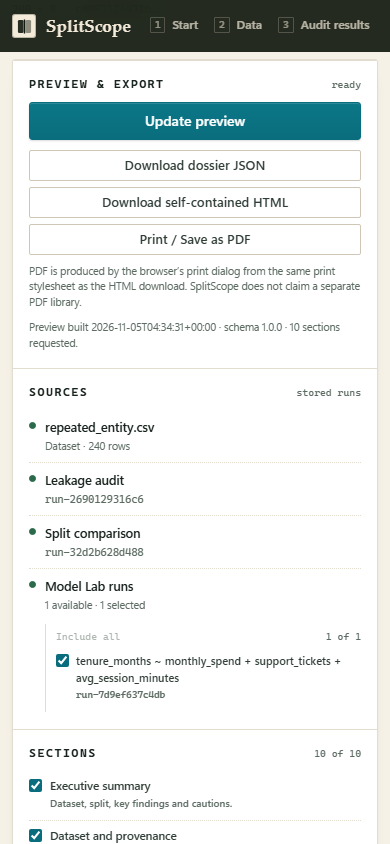 SplitScope 1 Start 2 Data 3 Audit results
PREVIEW & EXPORT ready
Update preview
Download dossier JSON
Download self-contained HTML
Print / Save as PDF
PDF is produced by the browser's print dialog from the same print
stylesheet as the HTML download. SplitScope does not claim a separate
PDF library.
Preview built 2026-11-05T04:34:31+00:00 · schema 1.0.0 · 10 sections
requested.
SOURCES stored runs
repeated_entity.csv
Dataset · 240 rows
Leakage audit
run-2690129316c6
Split comparison
run-32d2b628d488
Model Lab runs
1 available · 1 selected
Include all 1 of 1
tenure_months ~ monthly_spend + support_tickets +
avg_session_minutes
run-7d9ef637c4db
SECTIONS 10 of 10
Executive summary
Dataset, split, key findings and cautions.
Dataset and provenance